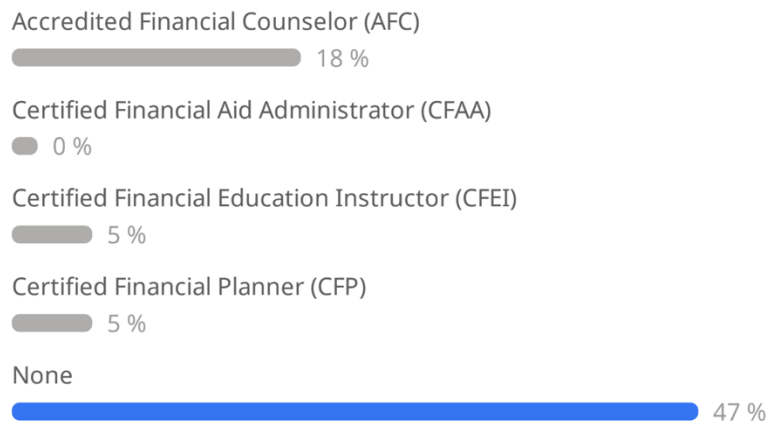 Accredited Financial Counselor (AFC)
18 %
Certified Financial Aid Administrator (CFAA)
0 %
Certified Financial Education Instructor (CFEI)
5 %
Certified Financial Planner (CFP)
5 %
None
47 %